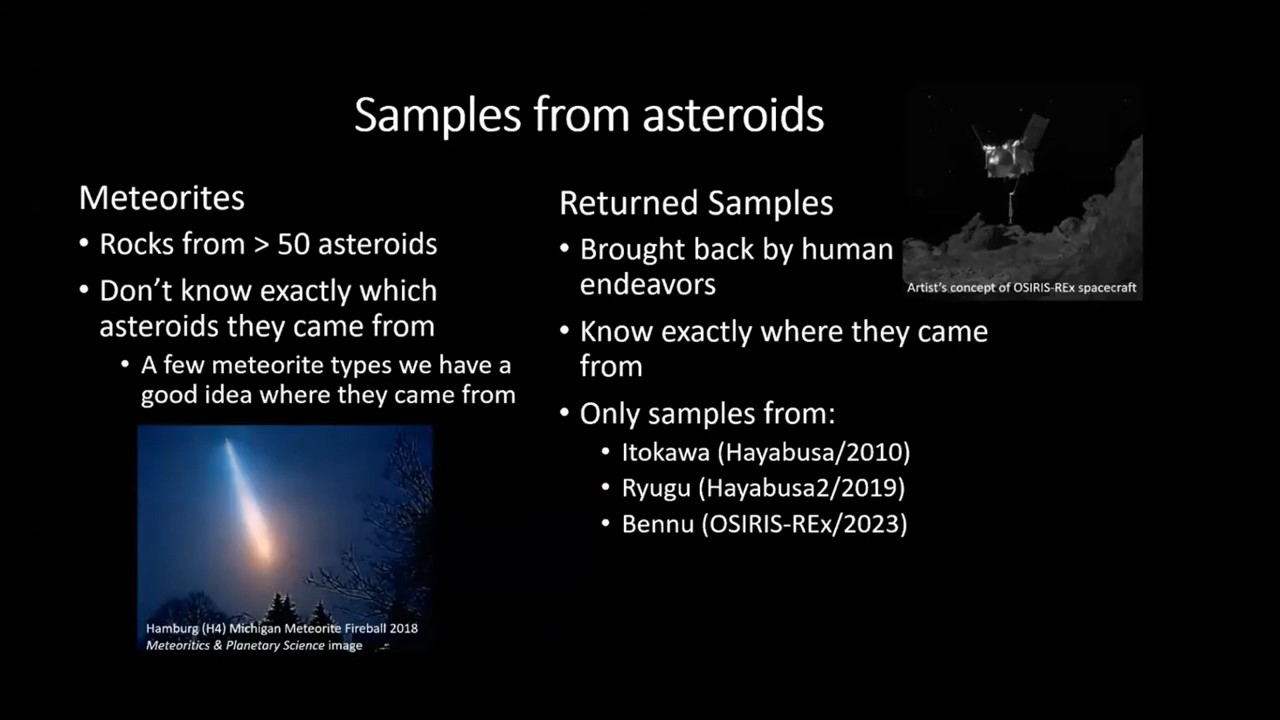 Samples from asteroids
Meteorites
• Rocks from > 50 asteroids
• Don't know exactly which
asteroids they came from
• A few meteorite types we have a
good idea where they came from
Hamburg (H4) Michigan Meteorite Fireball 2018
Meteoritics & Planetary Science image
Returned Samples
• Brought back by human
endeavors
• Know exactly where they came
from
• Only samples from:
• Itokawa (Hayabusa/2010)
• Ryugu (Hayabusa2/2019)
• Bennu (OSIRIS-REx/2023)
Artist's concept of OSIRIS-REx spacecraft